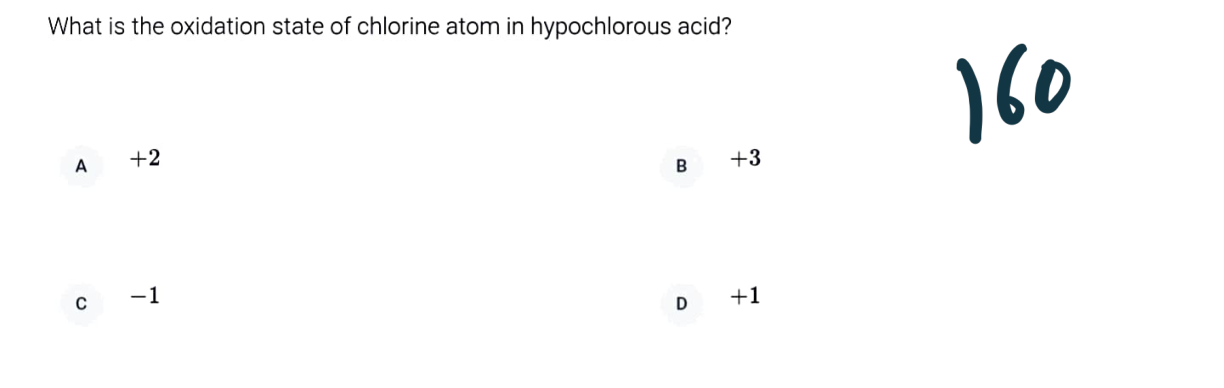 What is the oxidation state of chlorine atom in hypochlorous acid?
160
A +2
B +3
C −1
D +1